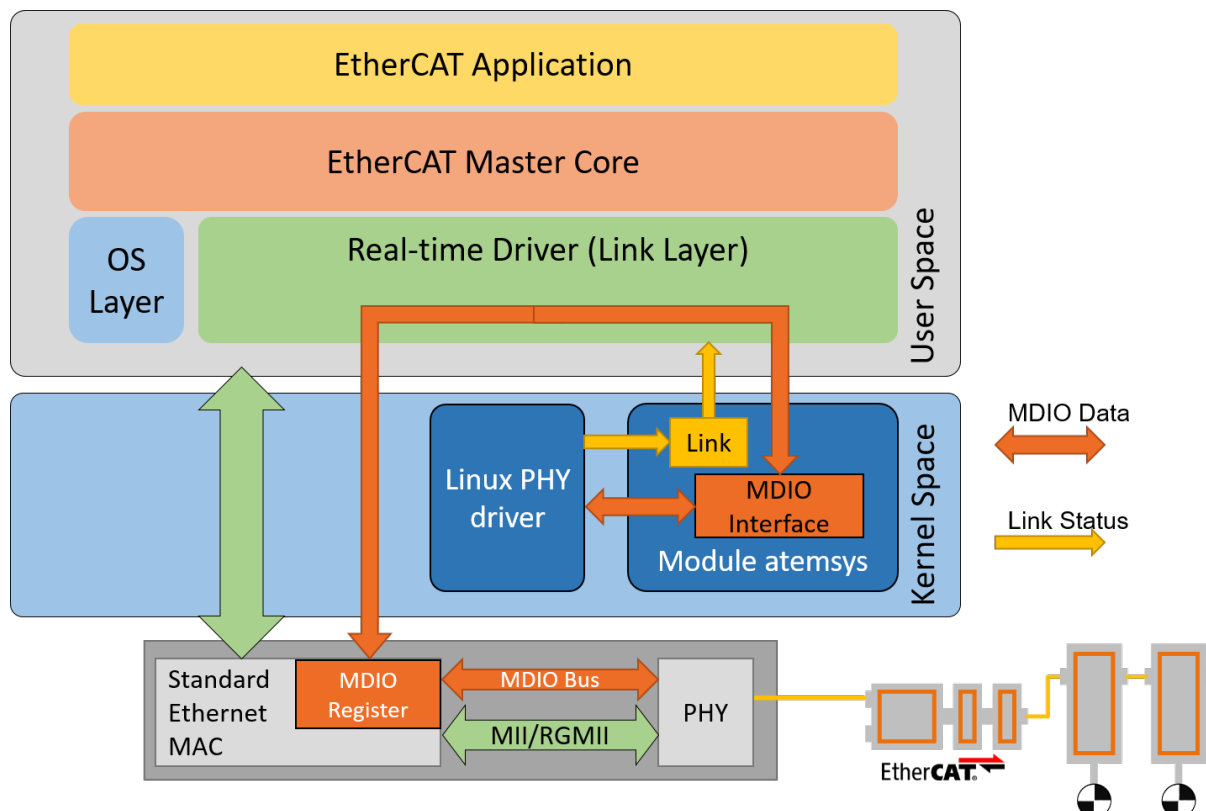 EtherCAT Application
EtherCAT Master Core
OS
Layer
Real-time Driver (Link Layer)
User Space
Linux PHY
driver
Link
MDIO
Interface
Module atemsys
Kernel Space
MDIO Data
Link Status
Standard
Ethernet
MAC
MDIO
Register
MDIO Bus
MII/RGMII
PHY
EtherCAT®